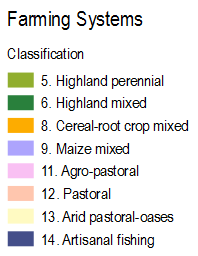 Farming Systems
Classification
5. Highland perennial
6. Highland mixed
8. Cereal-root crop mixed
9. Maize mixed
11. Agro-pastoral
12. Pastoral
13. Arid pastoral-oases
14. Artisanal fishing